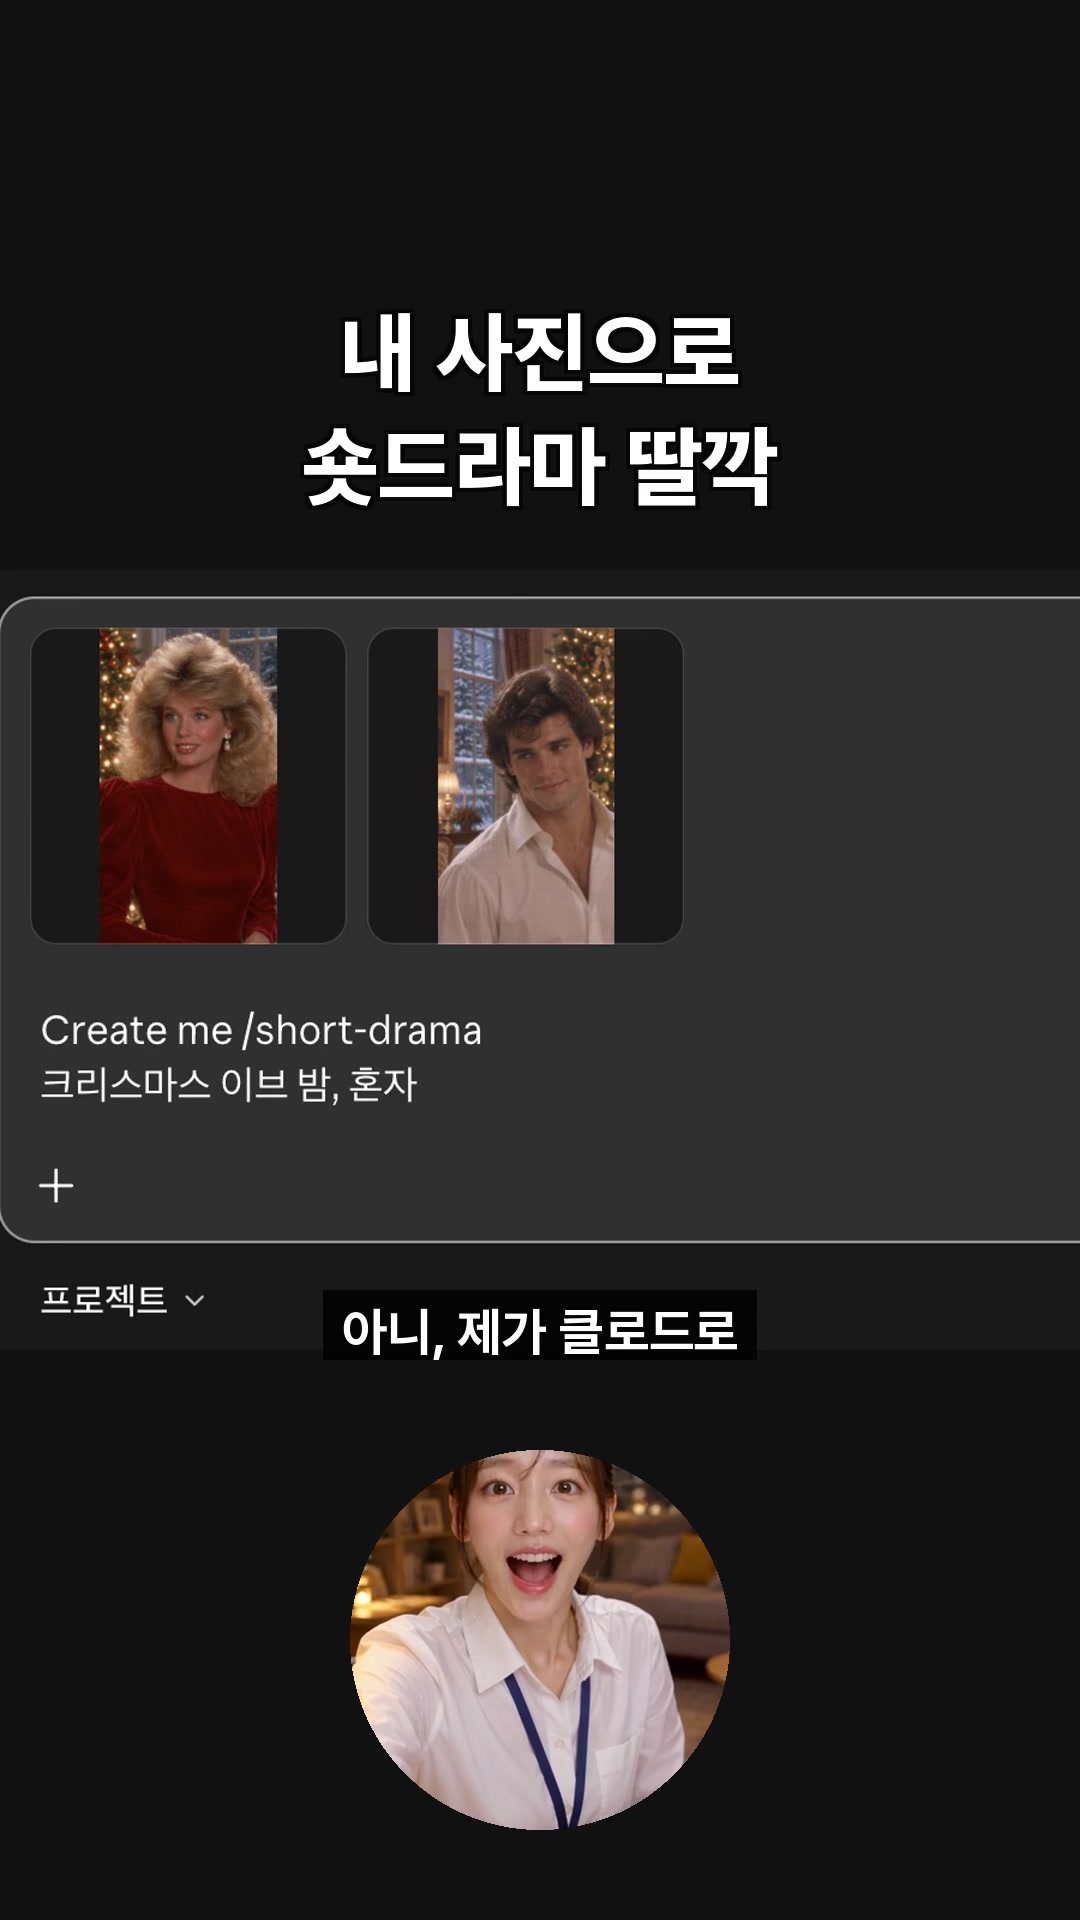 내 사진으로
숏드라마 딸깍
Create me /short-drama
크리스마스 이브 밤, 혼자
프로젝트
아니, 제가 클로드로